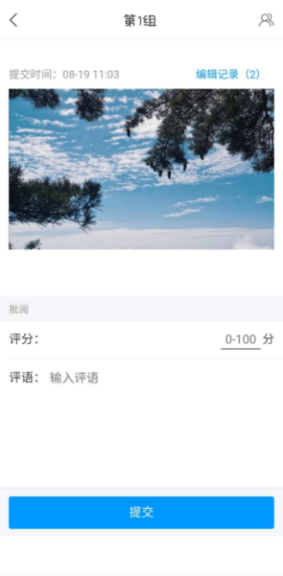 第1组
提交时间：08-19 11:03 编辑记录（2）
批阅
评分： 0-100 分
评语： 输入评语
提交